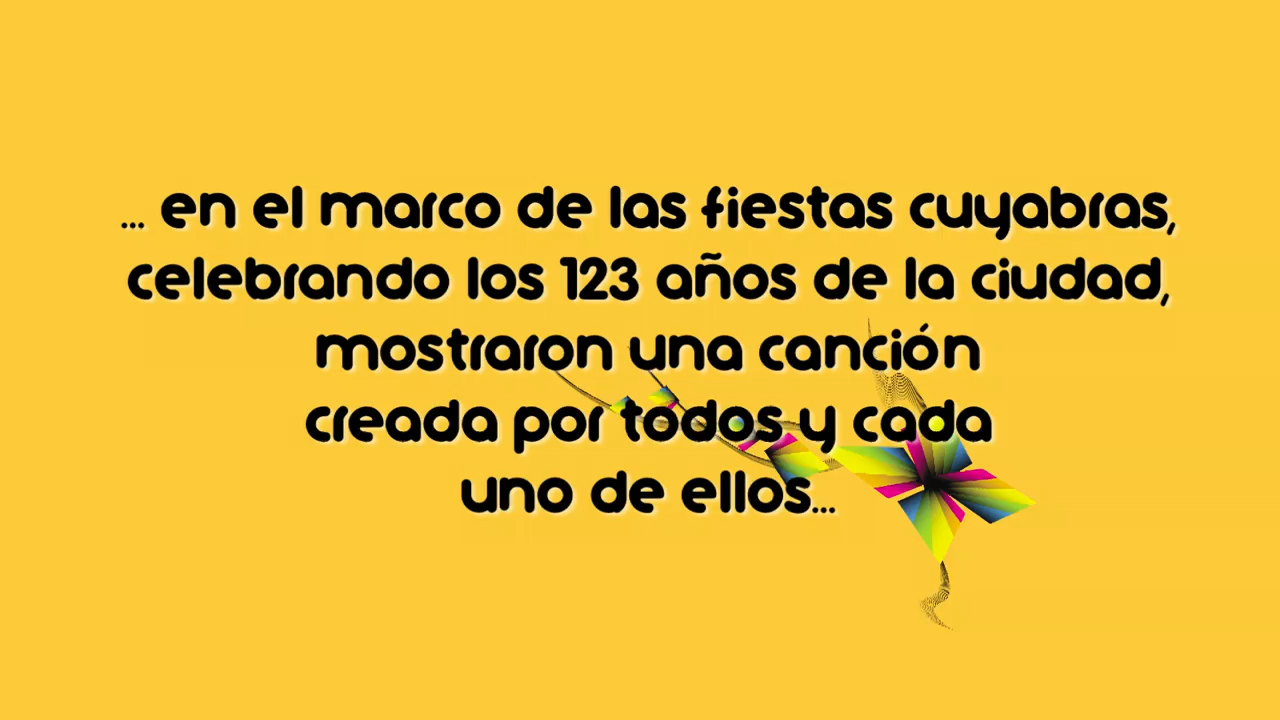 ... en el marco de las fiestas cuyabras,
celebrando los 123 años de la ciudad,
mostraron una canción
creada por todos y cada
uno de ellos...